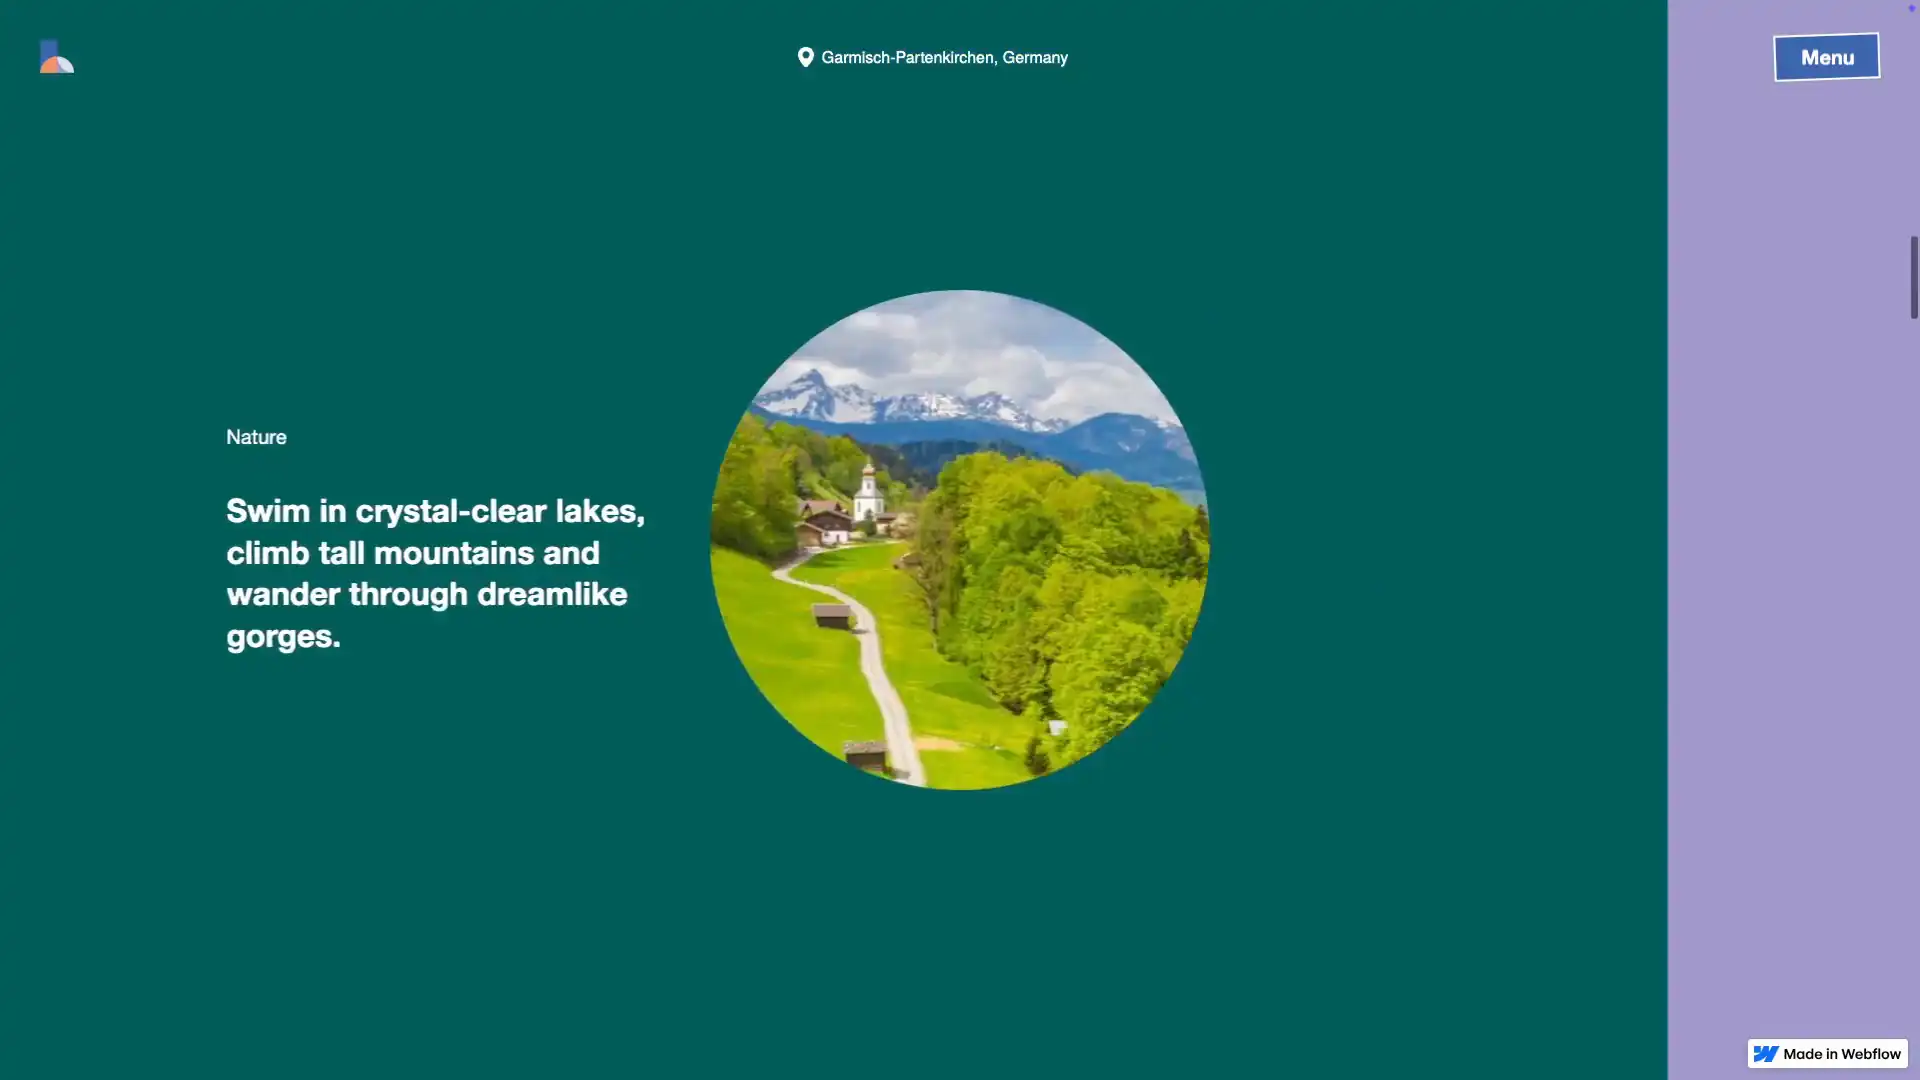 Garmisch-Partenkirchen, Germany
Menu
Nature
Swim in crystal-clear lakes,
climb tall mountains and
wander through dreamlike
gorges.
Made in Webflow